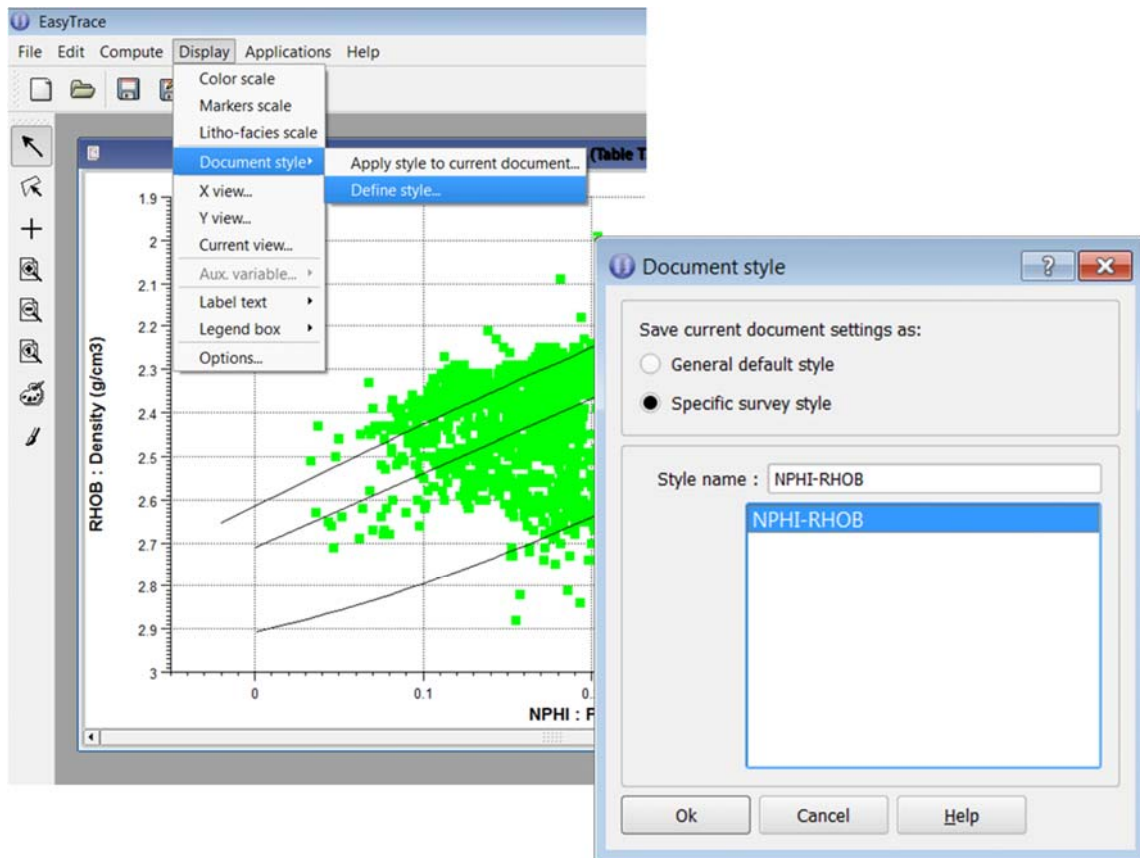 EasyTrace
File Edit Compute Display Applications Help
Color scale
Markers scale
Litho-facies scale
Document style
X view...
Y view...
Current view...
Aux. variable...
Label text
Legend box
Options...
Apply style to current document...
Define style...
(Table T
RHOB : Density (g/cm3)
1.9
2
2.1
2.2
2.3
2.4
2.5
2.6
2.7
2.8
2.9
3
0
0.1
0.
NPHI : F
Document style
?
Save current document settings as:
General default style
Specific survey style
Style name : NPHI-RHOB
NPHI-RHOB
Ok Cancel Help